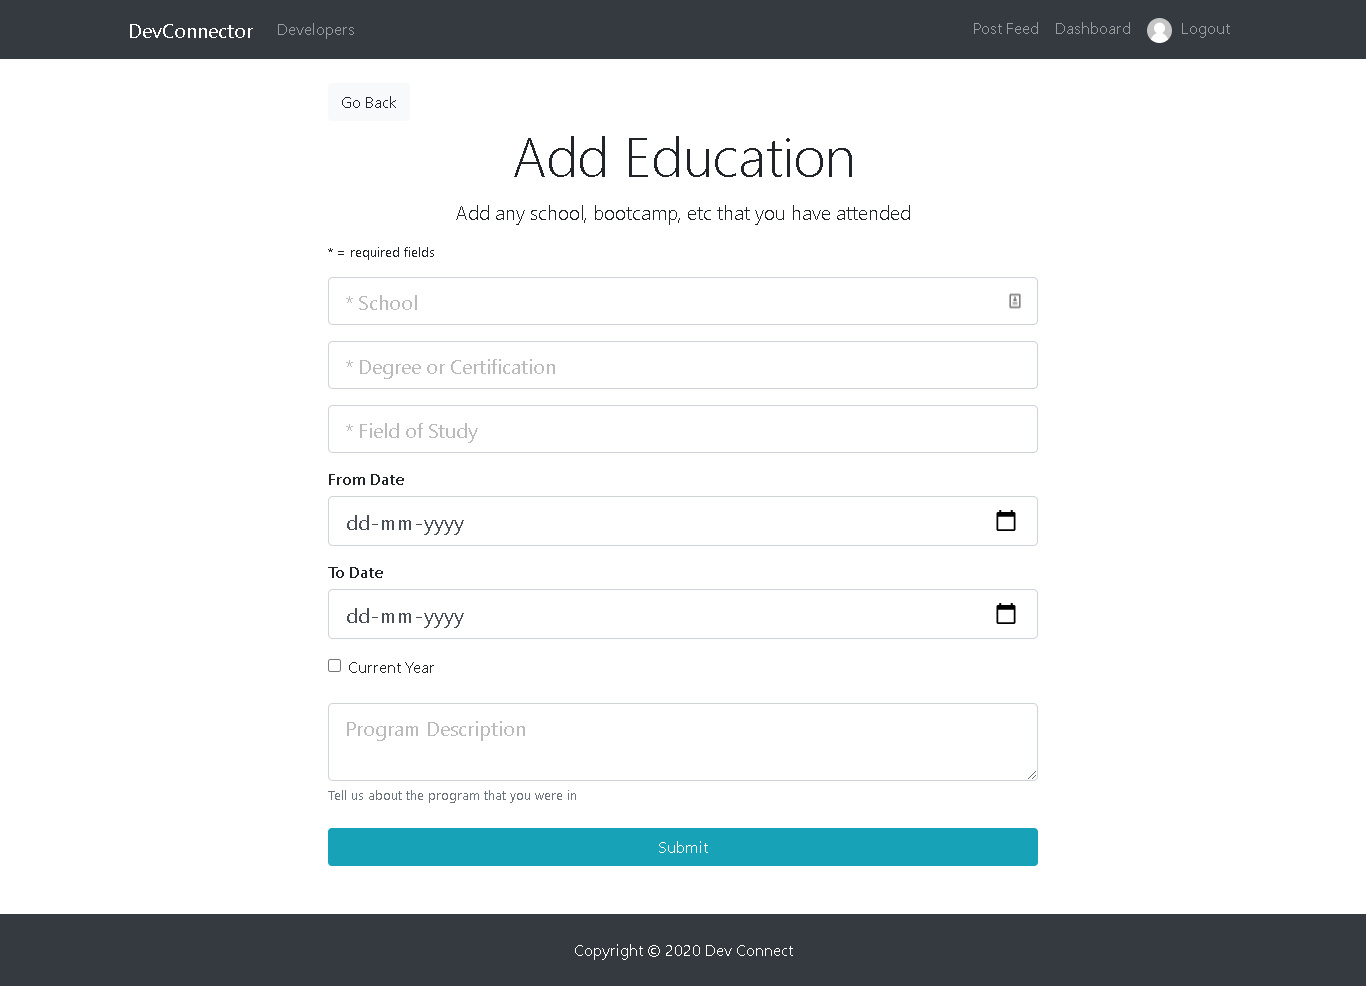 DevConnector Developers Post Feed Dashboard Logout
Go Back
Add Education
Add any school, bootcamp, etc that you have attended
* = required fields
* School
* Degree or Certification
* Field of Study
From Date
dd-mm-yyyy
To Date
dd-mm-yyyy
Current Year
Program Description
Tell us about the program that you were in
Submit
Copyright © 2020 Dev Connect